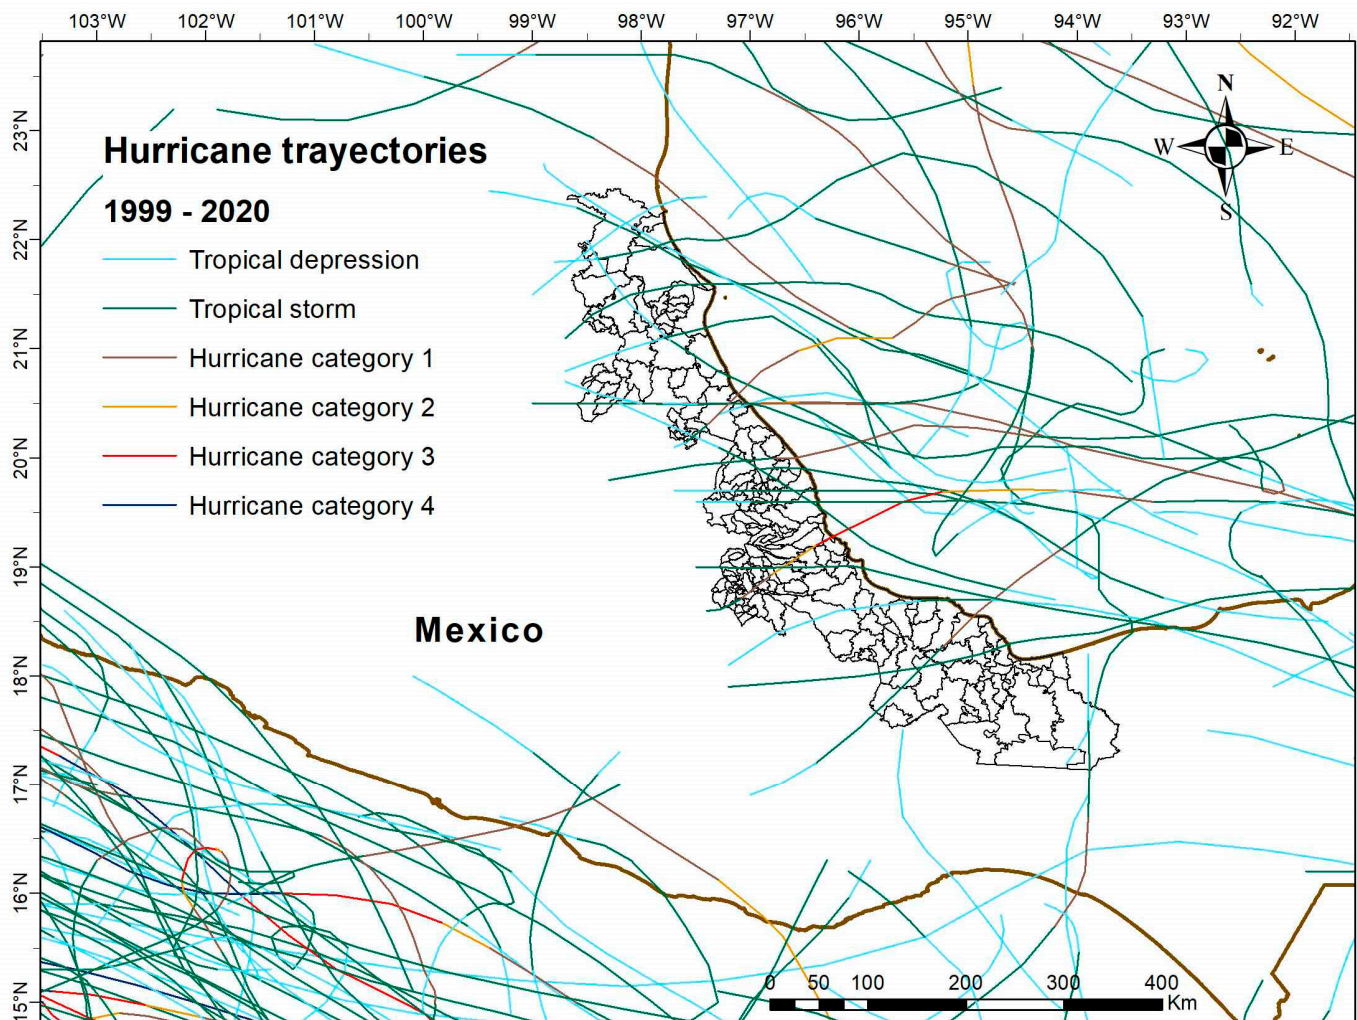 103°W 102°W 101°W 100°W 99°W 98°W 97°W 96°W 95°W 94°W 93°W 92°W
N
W E
S
23°N
22°N
21°N
20°N
19°N
18°N
17°N
16°N
15°N
Hurricane trayectories
1999 - 2020
Tropical depression
Tropical storm
Hurricane category 1
Hurricane category 2
Hurricane category 3
Hurricane category 4
Mexico
0 50 100 200 300 400
Km